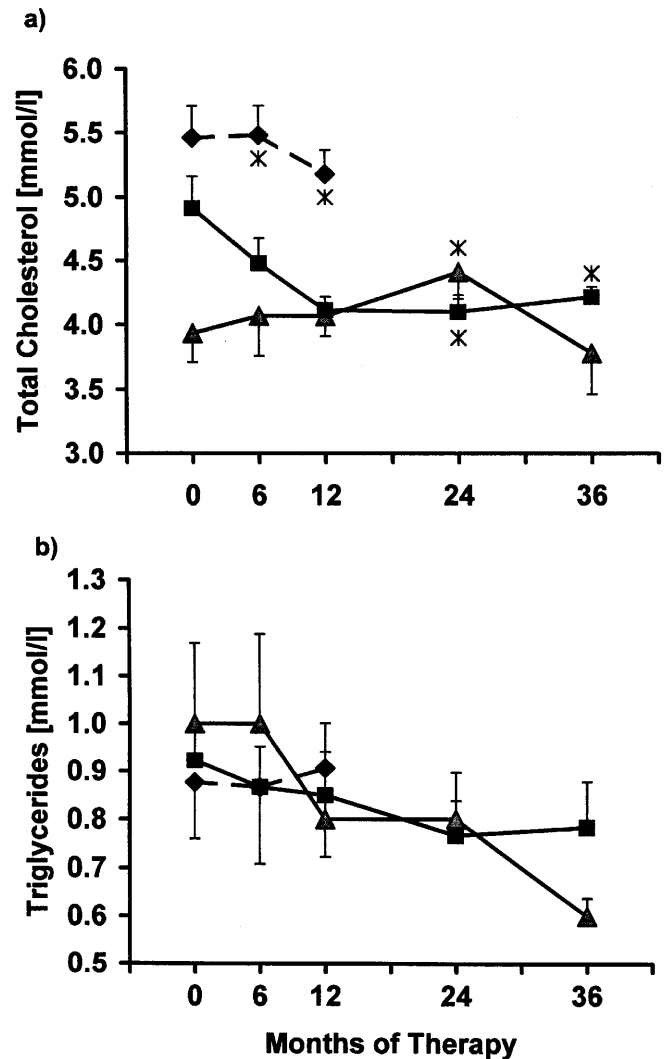 a)
Total Cholesterol [mmol/l]
6.0
5.5
5.0
4.5
4.0
3.5
3.0
0 6 12 24 36
b)
Triglycerides [mmol/l]
1.3
1.2
1.1
1.0
0.9
0.8
0.7
0.6
0.5
0 6 12 24 36
Months of Therapy